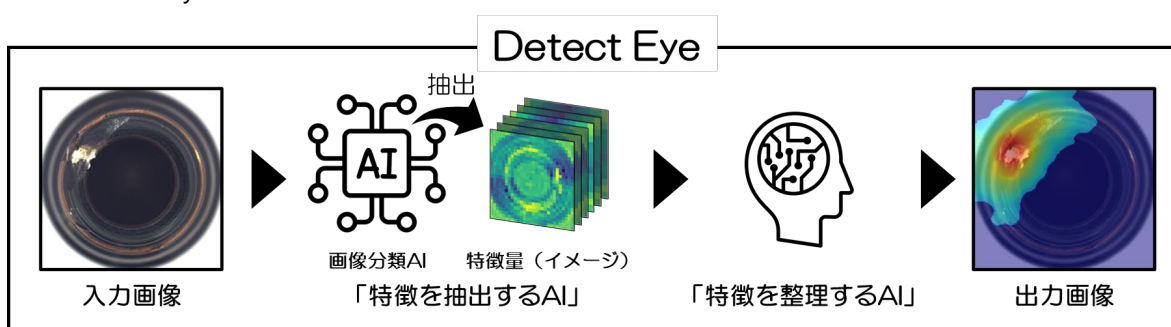 Detect Eye
抽出
AI
画像分類AI
特徴量（イメージ）
入力画像
「特徴を抽出するAI」
「特徴を整理するAI」
出力画像